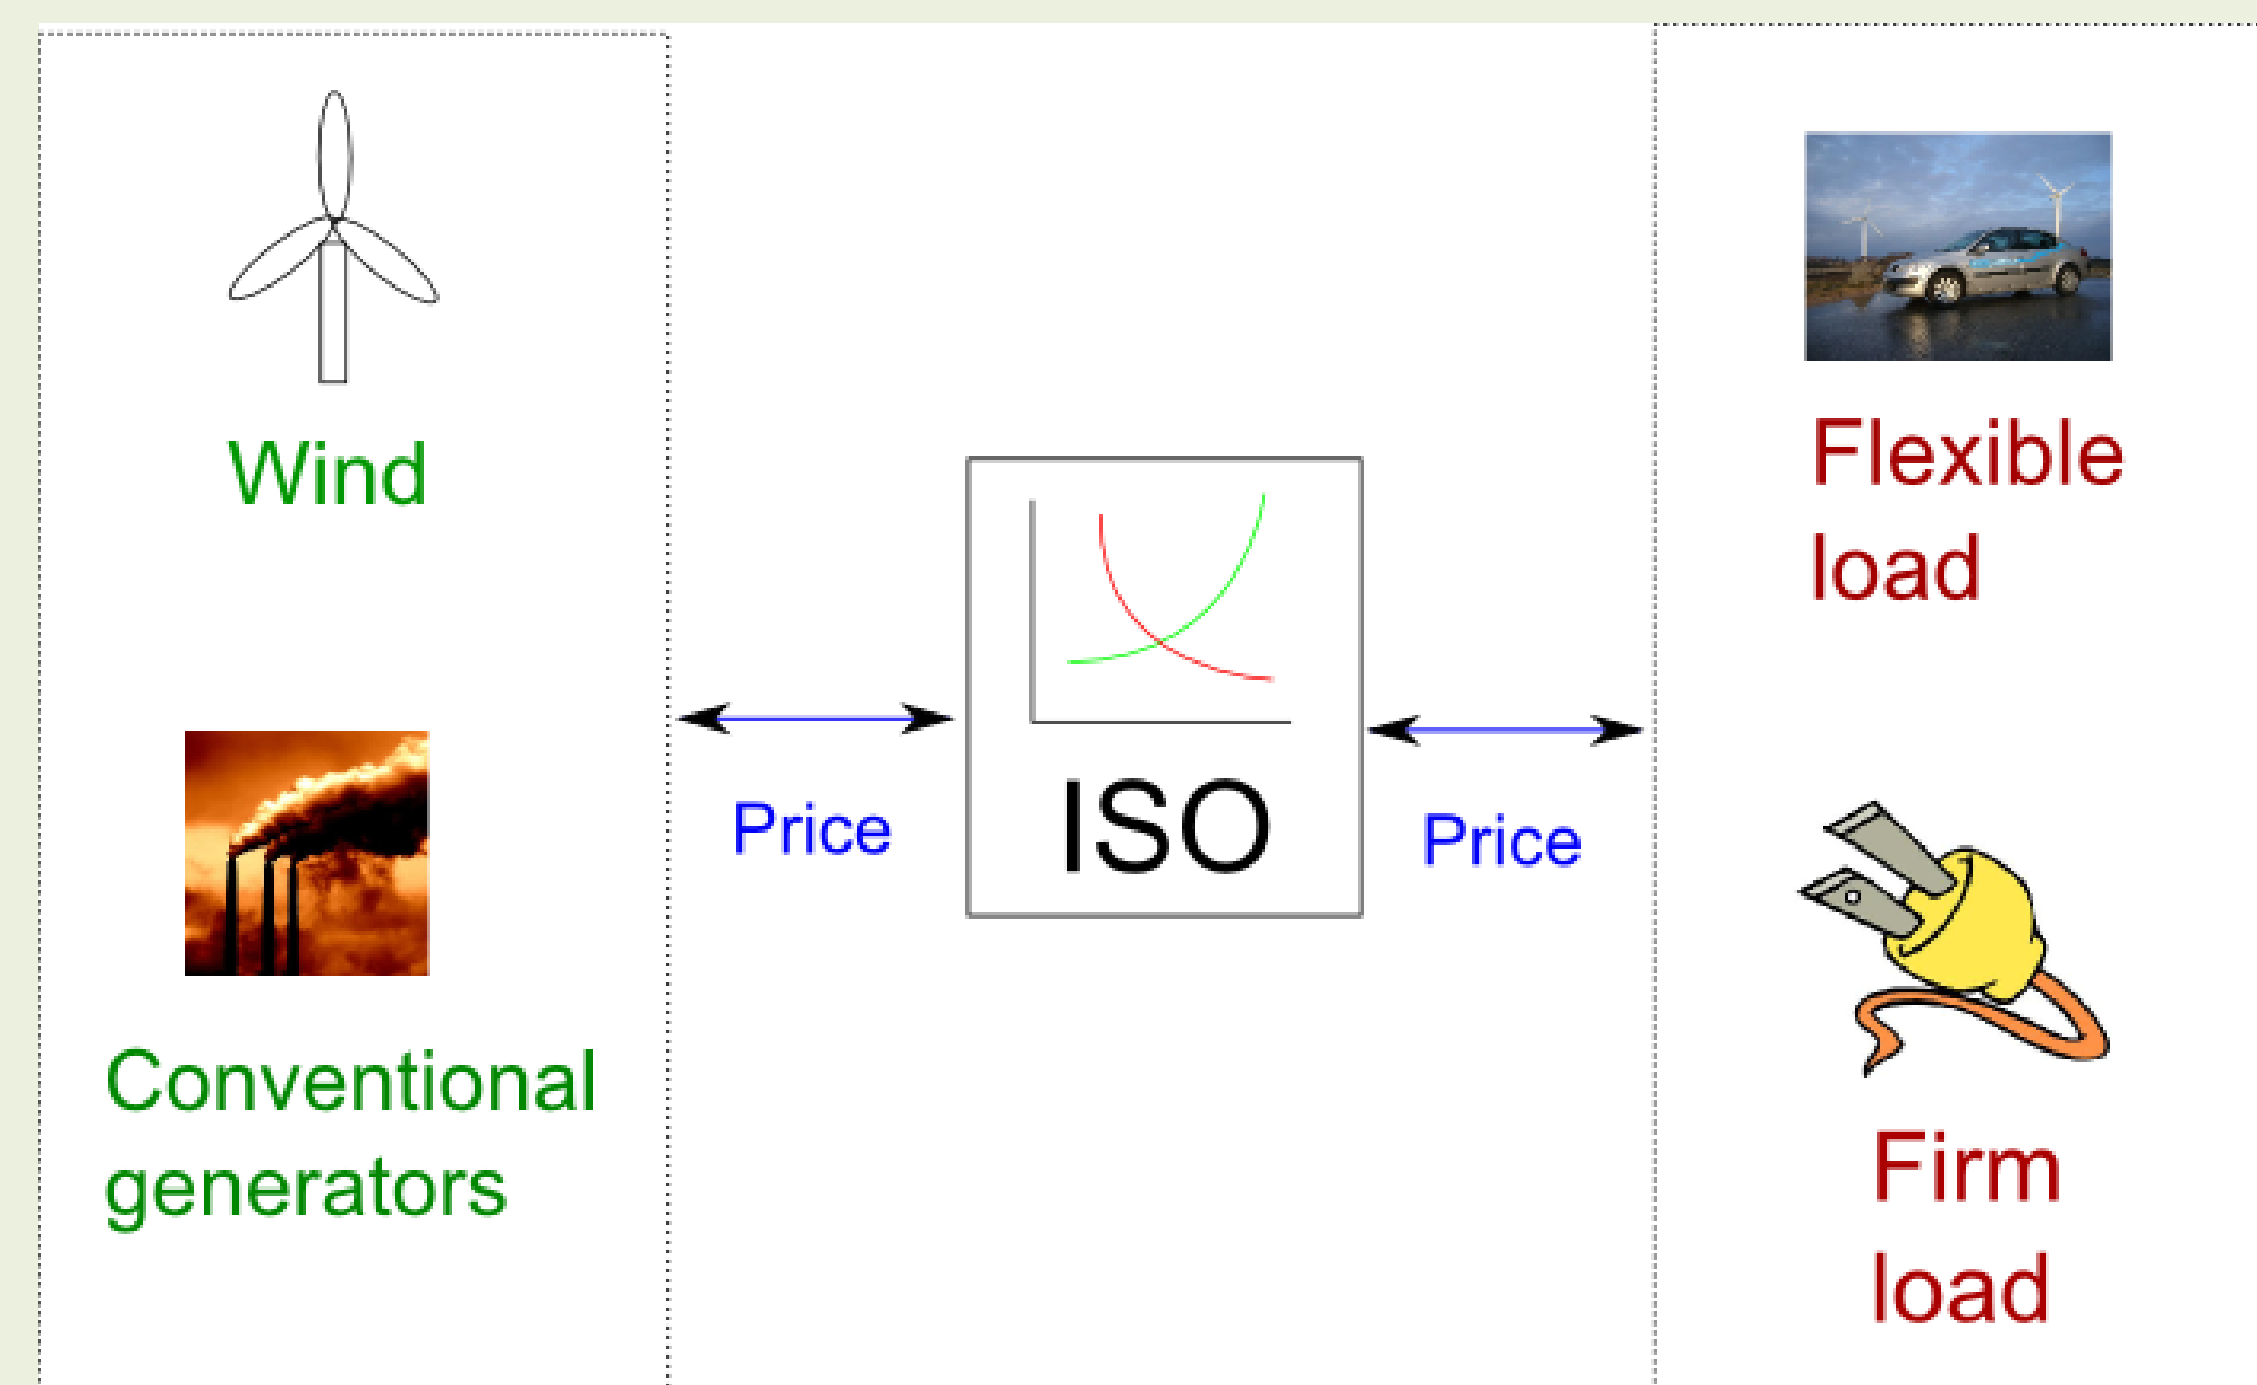 Wind
Conventional
generators
Price
ISO
Price
Flexible
load
Firm
load